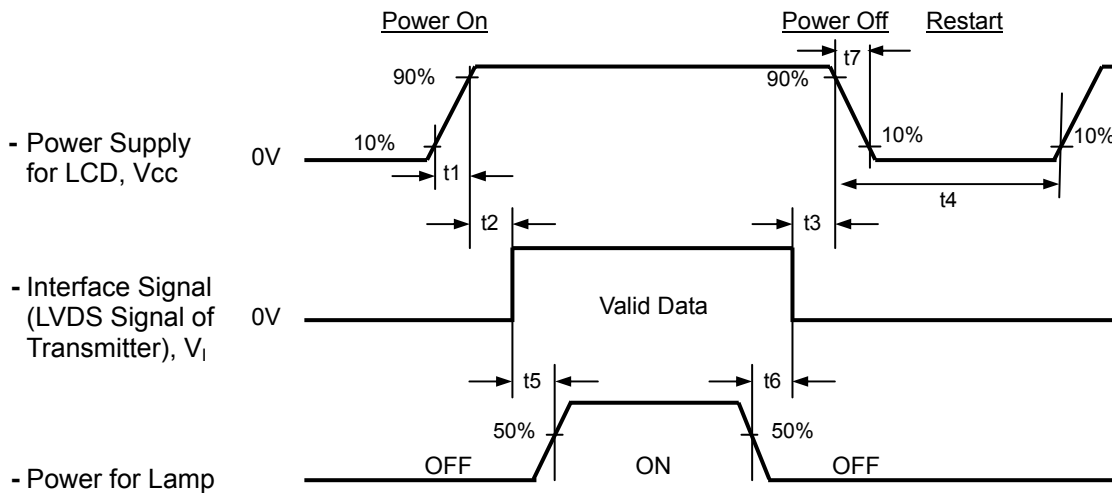 Power On
Power Off
Restart
t7
90%
90%
10%
10%
10%
- Power Supply
for LCD, Vcc
0V
t1
t4
t2
t3
- Interface Signal
(LVDS Signal of
Transmitter), VI
0V
Valid Data
t5
t6
50%
50%
OFF
ON
OFF
- Power for Lamp